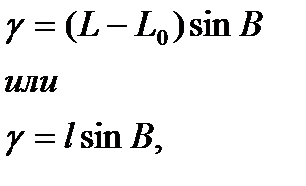 γ = (L − L₀) sin B
или
γ = l sin B,